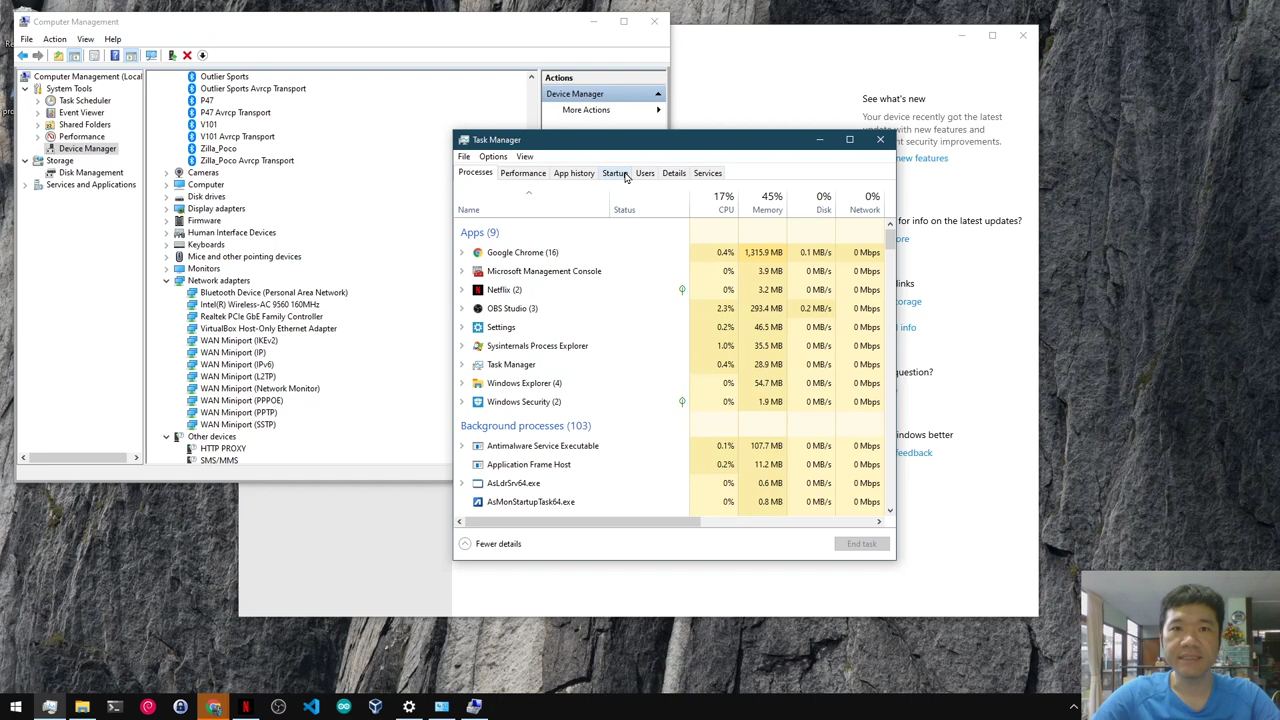 Computer Management
File Action View Help
Computer Management (Local
System Tools
Task Scheduler
Event Viewer
Shared Folders
Performance
Device Manager
Storage
Disk Management
Services and Applications
Outlier Sports
Outlier Sports Avrcp Transport
P47
P47 Avrcp Transport
V101
V101 Avrcp Transport
Zilla_Poco
Zilla_Poco Avrcp Transport
Cameras
Computer
Disk drives
Display adapters
Firmware
Human Interface Devices
Keyboards
Mice and other pointing devices
Monitors
Network adapters
Bluetooth Device (Personal Area Network)
Intel(R) Wireless-AC 9560 160MHz
Realtek PCIe GbE Family Controller
VirtualBox Host-Only Ethernet Adapter
WAN Miniport (IKEv2)
WAN Miniport (IP)
WAN Miniport (IPv6)
WAN Miniport (L2TP)
WAN Miniport (Network Monitor)
WAN Miniport (PPPOE)
WAN Miniport (PPTP)
WAN Miniport (SSTP)
Other devices
HTTP PROXY
SMS/MMS
Actions
Device Manager
More Actions
Task Manager
File Options View
Processes Performance App history Startup Users Details Services
17% 45% 0% 0%
Name Status CPU Memory Disk Network
Apps (9)
Google Chrome (16) 0.4% 1,315.9 MB 0.1 MB/s 0 Mbps
Microsoft Management Console 0% 3.9 MB 0 MB/s 0 Mbps
Netflix (2) 0% 3.2 MB 0 MB/s 0 Mbps
OBS Studio (3) 2.3% 293.4 MB 0.2 MB/s 0 Mbps
Settings 0.2% 46.5 MB 0 MB/s 0 Mbps
Sysinternals Process Explorer 1.0% 35.5 MB 0 MB/s 0 Mbps
Task Manager 0.4% 28.9 MB 0 MB/s 0 Mbps
Windows Explorer (4) 0% 54.7 MB 0 MB/s 0 Mbps
Windows Security (2) 0% 1.9 MB 0 MB/s 0 Mbps
Background processes (103)
Antimalware Service Executable 0.1% 107.7 MB 0 MB/s 0 Mbps
Application Frame Host 0.2% 11.2 MB 0 MB/s 0 Mbps
AsLdrSrv64.exe 0% 0.6 MB 0 MB/s 0 Mbps
AsMonStartupTask64.exe 0% 0.8 MB 0 MB/s 0 Mbps
Fewer details End task
See what's new
Your device recently got the latest
update with new features and
important security improvements.
new features
for info on the latest updates?
ore
links
orage
info
question?
ndows better
feedback